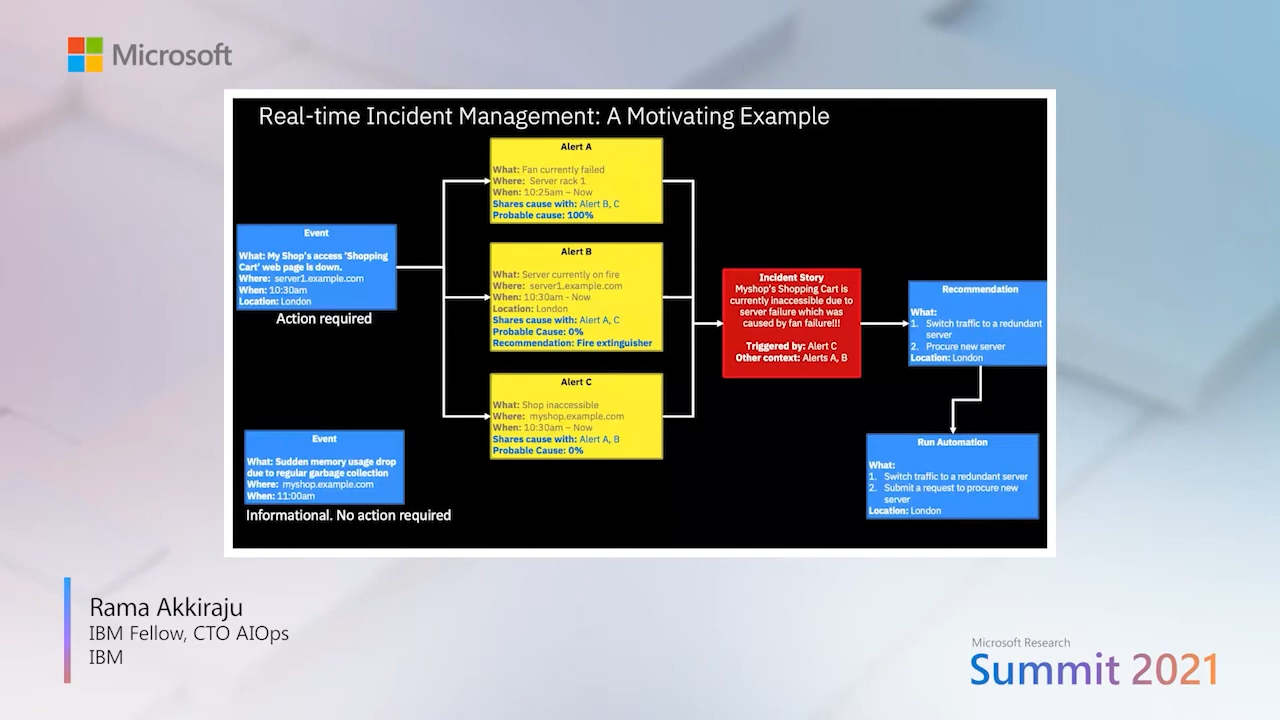 Microsoft
Real-time Incident Management: A Motivating Example
Event
What: My Shop's access 'Shopping
Cart' web page is down.
Where: server1.example.com
When: 10:30am
Location: London
Action required
Event
What: Sudden memory usage drop
due to regular garbage collection
Where: myshop.example.com
When: 11:00am
Informational. No action required
Alert A
What: Fan currently failed
Where: Server rack 1
When: 10:25am – Now
Shares cause with: Alert B, C
Probable cause: 100%
Alert B
What: Server currently on fire
Where: server1.example.com
When: 10:30am - Now
Location: London
Shares cause with: Alert A, C
Probable Cause: 0%
Recommendation: Fire extinguisher
Alert C
What: Shop inaccessible
Where: myshop.example.com
When: 10:30am – Now
Shares cause with: Alert A, B
Probable Cause: 0%
Incident Story
Myshop's Shopping Cart is
currently inaccessible due to
server failure which was
caused by fan failure!!!
Triggered by: Alert C
Other context: Alerts A, B
Recommendation
What:
1. Switch traffic to a redundant
server
2. Procure new server
Location: London
Run Automation
What:
1. Switch traffic to a redundant server
2. Submit a request to procure new
server
Location: London
Rama Akkiraju
IBM Fellow, CTO AIOps
IBM
Microsoft Research
Summit 2021